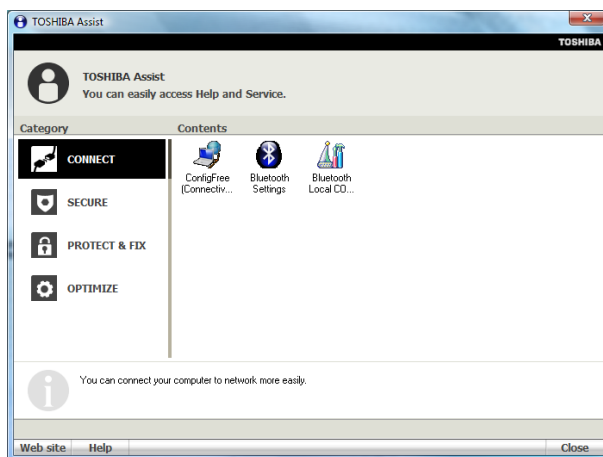 TOSHIBA Assist
TOSHIBA
TOSHIBA Assist
You can easily access Help and Service.
Category
Contents
CONNECT
SECURE
PROTECT & FIX
OPTIMIZE
ConfigFree
(Connectiv...
Bluetooth
Settings
Bluetooth
Local CO...
You can connect your computer to network more easily.
Web site
Help
Close